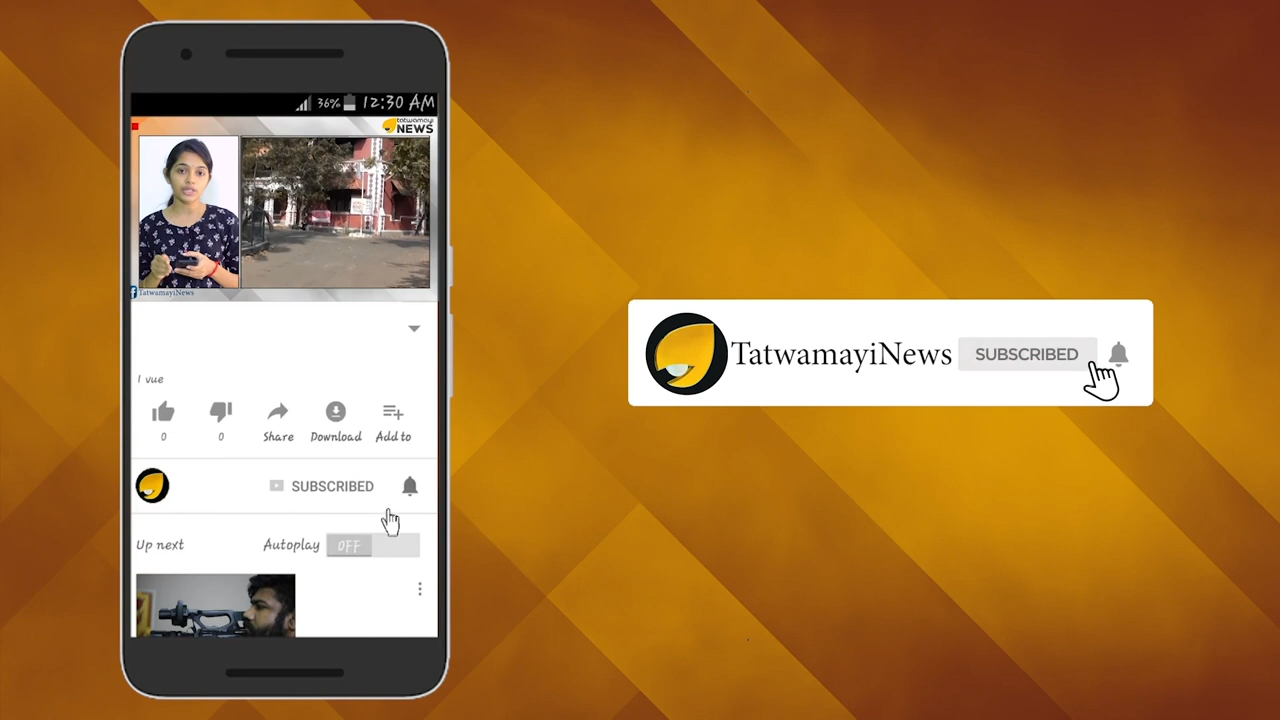 36% 12:30 AM
tatwamayi
NEWS
TatwamayiNews
1 vue
0 0 Share Download Add to
SUBSCRIBED
Up next Autoplay OFF
TatwamayiNews SUBSCRIBED